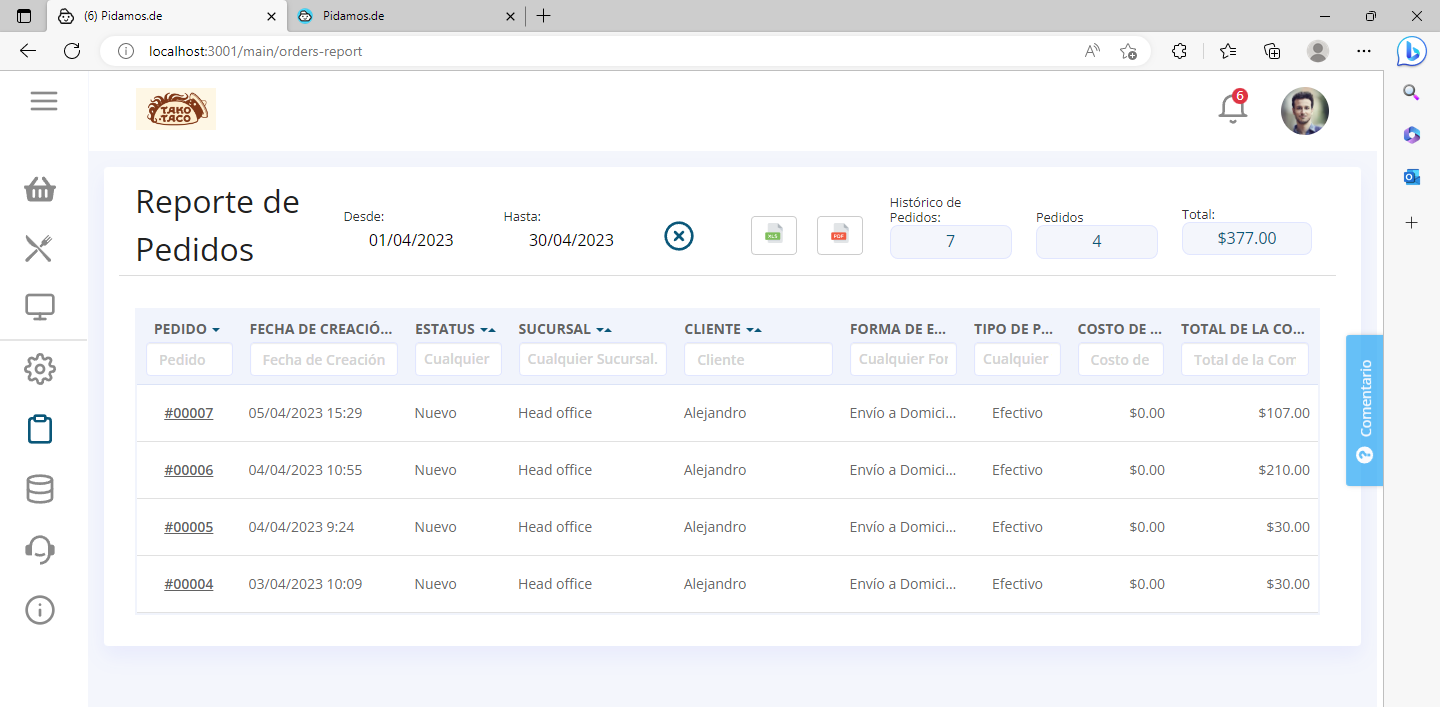 (6) Pidamos.de
Pidamos.de
localhost:3001/main/orders-report
TAKO
TACO
6
Reporte de
Pedidos
Desde:
01/04/2023
Hasta:
30/04/2023
XLS
PDF
Histórico de
Pedidos:
7
Pedidos
4
Total:
$377.00
PEDIDO FECHA DE CREACIÓ... ESTATUS SUCURSAL CLIENTE FORMA DE E... TIPO DE P... COSTO DE ... TOTAL DE LA CO...
Pedido Fecha de Creación Cualquier Cualquier Sucursal. Cliente Cualquier For Cualquier Costo de Total de la Com
#00007 05/04/2023 15:29 Nuevo Head office Alejandro Envío a Domici... Efectivo $0.00 $107.00
#00006 04/04/2023 10:55 Nuevo Head office Alejandro Envío a Domici... Efectivo $0.00 $210.00
#00005 04/04/2023 9:24 Nuevo Head office Alejandro Envío a Domici... Efectivo $0.00 $30.00
#00004 03/04/2023 10:09 Nuevo Head office Alejandro Envío a Domici... Efectivo $0.00 $30.00
Comentario